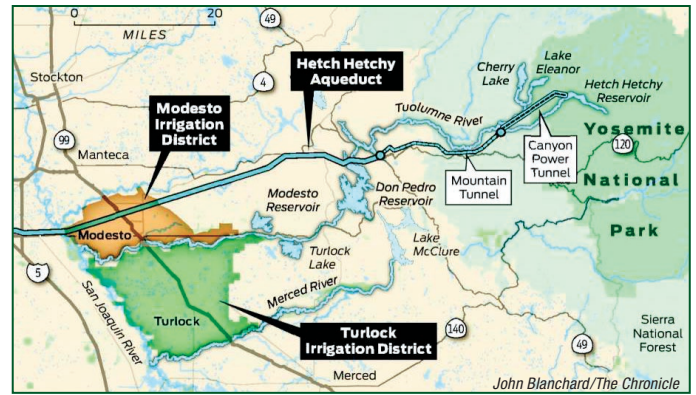 0 20
MILES
49
Stockton
4
Hetch Hetchy
Aqueduct
Cherry
Lake
Lake
Eleanor
Hetch Hetchy
Reservoir
Modesto
Irrigation
District
Tuolumne River
99
Manteca
Yosemite
120
National
Park
Canyon
Power
Tunnel
Mountain
Tunnel
Modesto
Reservoir
Don Pedro
Reservoir
Modesto
Turlock
Lake
Lake
McClure
5
San Joaquin River
Merced River
Turlock
Turlock
Irrigation District
140
49
Sierra
National
Forest
Merced
John Blanchard/The Chronicle